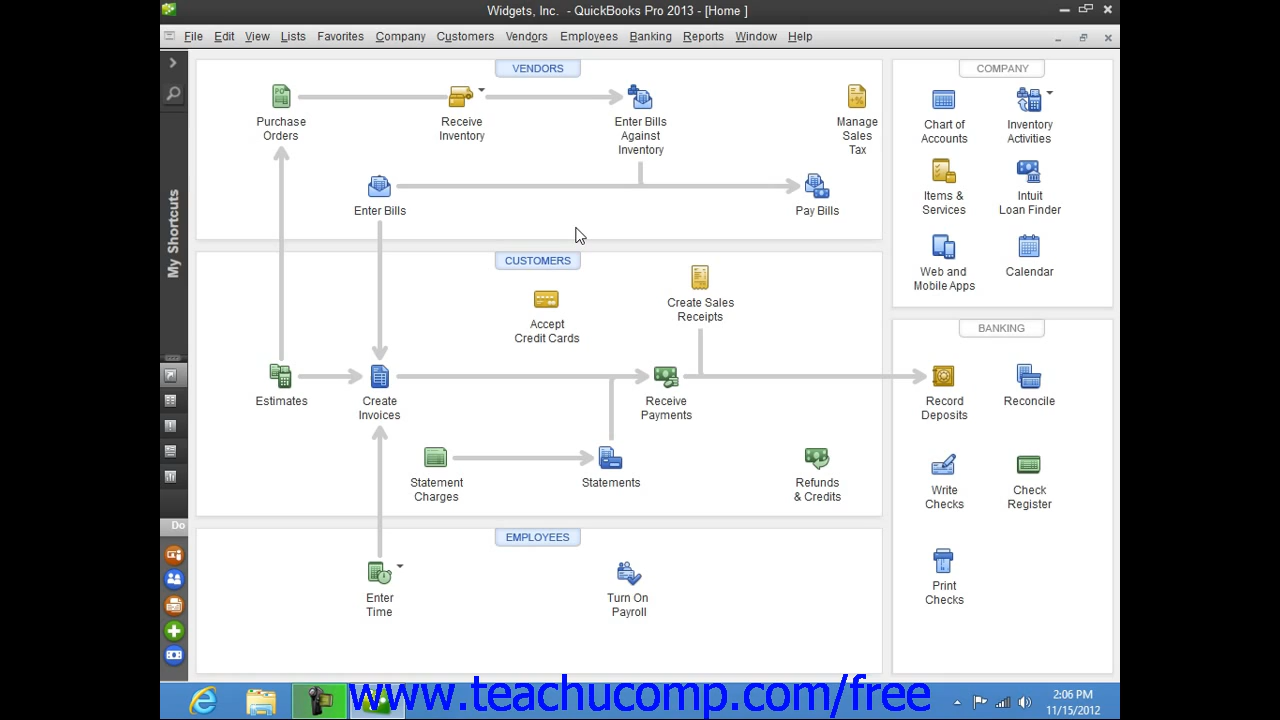 Widgets, Inc. - QuickBooks Pro 2013 - [Home ]
File Edit View Lists Favorites Company Customers Vendors Employees Banking Reports Window Help
My Shortcuts
Do
VENDORS
Purchase
Orders
Receive
Inventory
Enter Bills
Against
Inventory
Manage
Sales
Tax
Enter Bills
Pay Bills
CUSTOMERS
Accept
Credit Cards
Create Sales
Receipts
Estimates
Create
Invoices
Receive
Payments
Statement
Charges
Statements
Refunds
& Credits
EMPLOYEES
Enter
Time
Turn On
Payroll
COMPANY
Chart of
Accounts
Inventory
Activities
Items &
Services
Intuit
Loan Finder
Web and
Mobile Apps
Calendar
BANKING
Record
Deposits
Reconcile
Write
Checks
Check
Register
Print
Checks
www.teachucomp.com/free
2:06 PM
11/15/2012